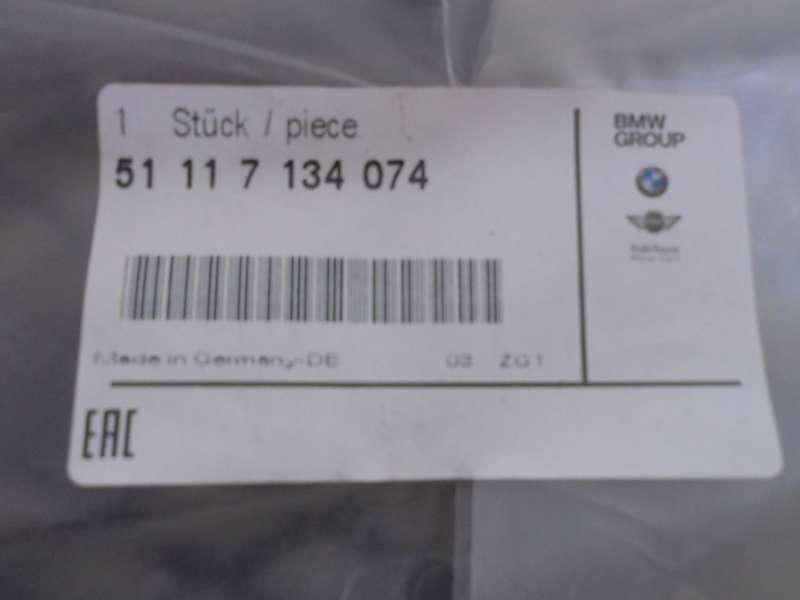 1 Stück / piece
51 11 7 134 074
Made in Germany-DE 03 ZG1
EAC
BMW
GROUP